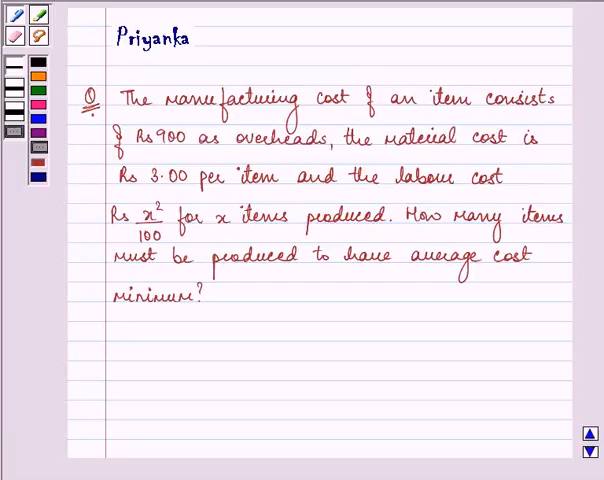 Priyanka
Q The manufacturing cost of an item consists
of Rs 900 as overheads, the material cost is
Rs 3.00 per item and the labour cost
Rs x²/100 for x items produced. How many items
must be produced to have average cost
minimum?